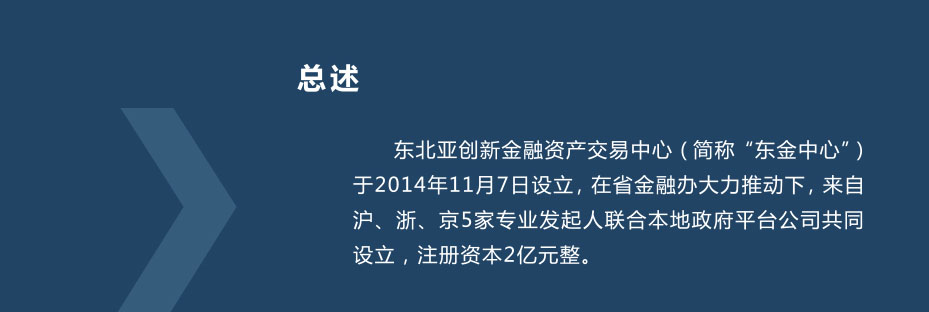 总述
东北亚创新金融资产交易中心（简称“东金中心”）
于2014年11月7日设立，在省金融办大力推动下，来自
沪、浙、京5家专业发起人联合本地政府平台公司共同
设立，注册资本2亿元整。